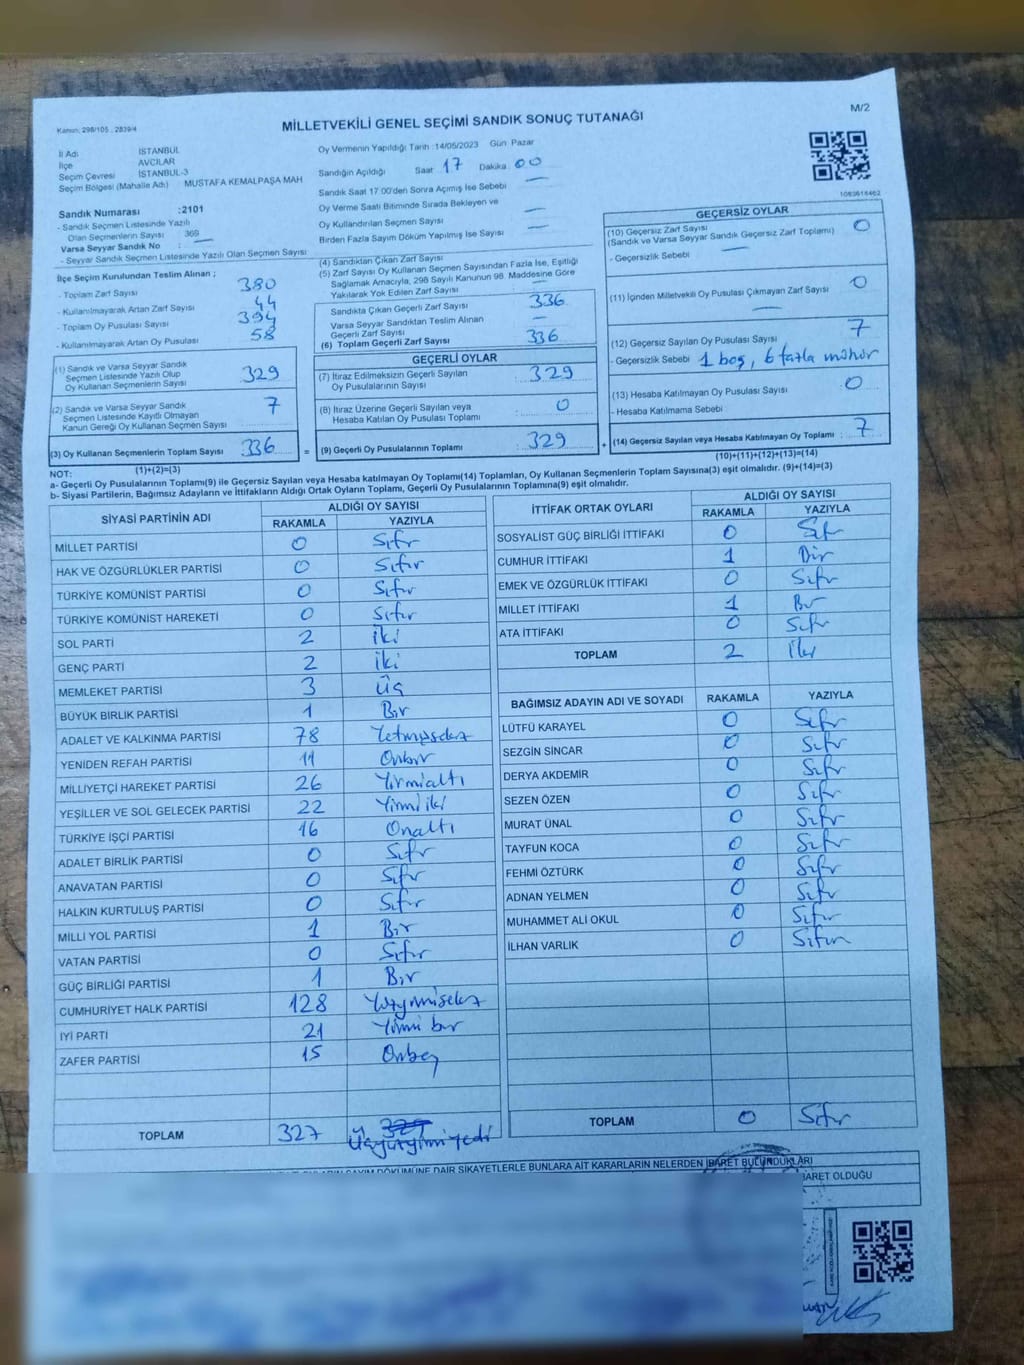 Kanun: 298/105 , 2839/4
M/2
MİLLETVEKİLİ GENEL SEÇİMİ SANDIK SONUÇ TUTANAĞI
İl Adı İSTANBUL
İlçe AVCILAR
Seçim Çevresi İSTANBUL-3
Seçim Bölgesi (Mahalle Adı) MUSTAFA KEMALPAŞA MAH
Oy Vermenin Yapıldığı Tarih :14/05/2023 Gün Pazar
Sandığın Açıldığı Saat 17 Dakika 00
Sandık Saat 17.00'den Sonra Açımış İse Sebebi —
Oy Verme Saati Bitiminde Sırada Bekleyen ve
Oy Kullandırılan Seçmen Sayısı —
Birden Fazla Sayım Döküm Yapılmış İse Sayısı —
1083618462
Sandık Numarası :2101
- Sandık Seçmen Listesinde Yazılı
Olan Seçmenlerin Sayısı 369
Varsa Seyyar Sandık No : —
- Seyyar Sandık Seçmen Listesinde Yazılı Olan Seçmen Sayısı
İlçe Seçim Kurulundan Teslim Alınan ;
- Toplam Zarf Sayısı 380
- Kullanılmayarak Artan Zarf Sayısı 44
- Toplam Oy Pusulası Sayısı 394
- Kullanılmayarak Artan Oy Pusulası 58
(1) Sandık ve Varsa Seyyar Sandık
Seçmen Listesinde Yazılı Olup
Oy Kullanan Seçmenlerin Sayısı 329
(2) Sandık ve Varsa Seyyar Sandık
Seçmen Listesinde Kayıtlı Olmayan
Kanun Gereği Oy Kullanan Seçmen Sayısı 7
(3) Oy Kullanan Seçmenlerin Toplam Sayısı 336
(1)+(2)=(3)
(4) Sandıktan Çıkan Zarf Sayısı
(5) Zarf Sayısı Oy Kullanan Seçmen Sayısından Fazla İse, Eşitliği
Sağlamak Amacıyla, 298 Sayılı Kanunun 98. Maddesine Göre
Yakılarak Yok Edilen Zarf Sayısı —
Sandıkta Çıkan Geçerli Zarf Sayısı 336
Varsa Seyyar Sandıktan Teslim Alınan
Geçerli Zarf Sayısı —
(6) Toplam Geçerli Zarf Sayısı 336
GEÇERLİ OYLAR
(7) İtiraz Edilmeksizin Geçerli Sayılan
Oy Pusulalarının Sayısı 329
(8) İtiraz Üzerine Geçerli Sayılan veya
Hesaba Katılan Oy Pusulası Toplamı 0
= (9) Geçerli Oy Pusulalarının Toplamı 329 +
GEÇERSİZ OYLAR
(10) Geçersiz Zarf Sayısı 0
(Sandık ve Varsa Seyyar Sandık Geçersiz Zarf Toplamı)
- Geçersizlik Sebebi —
(11) İçinden Milletvekili Oy Pusulası Çıkmayan Zarf Sayısı 0
—
(12) Geçersiz Sayılan Oy Pusulası Sayısı 7
- Geçersizlik Sebebi 1 boş, 6 fazla mühür
(13) Hesaba Katılmayan Oy Pusulası Sayısı 0
- Hesaba Katılmama Sebebi
(14) Geçersiz Sayılan veya Hesaba Katılmayan Oy Toplamı 7
(10)+(11)+(12)+(13)=(14)
NOT:
a- Geçerli Oy Pusulalarının Toplamı(9) ile Geçersiz Sayılan veya Hesaba Katılmayan Oy Toplamı(14) Toplamları, Oy Kullanan Seçmenlerin Toplam Sayısına(3) eşit olmalıdır. (9)+(14)=(3)
b- Siyasi Partilerin, Bağımsız Adayların ve İttifakların Aldığı Ortak Oyların Toplamı, Geçerli Oy Pusulalarının Toplamına(9) eşit olmalıdır.
SİYASİ PARTİNİN ADI ALDIĞI OY SAYISI
RAKAMLA YAZIYLA
MİLLET PARTİSİ 0 Sıfır
HAK VE ÖZGÜRLÜKLER PARTİSİ 0 Sıfır
TÜRKİYE KOMÜNİST PARTİSİ 0 Sıfır
TÜRKİYE KOMÜNİST HAREKETİ 0 Sıfır
SOL PARTİ 2 iki
GENÇ PARTİ 2 iki
MEMLEKET PARTİSİ 3 Üç
BÜYÜK BİRLİK PARTİSİ 1 Bir
ADALET VE KALKINMA PARTİSİ 78 Yetmişsekiz
YENİDEN REFAH PARTİSİ 11 Onbir
MİLLİYETÇİ HAREKET PARTİSİ 26 Yirmialtı
YEŞİLLER VE SOL GELECEK PARTİSİ 22 Yirmi iki
TÜRKİYE İŞÇİ PARTİSİ 16 Onaltı
ADALET BİRLİK PARTİSİ 0 Sıfır
ANAVATAN PARTİSİ 0 Sıfır
HALKIN KURTULUŞ PARTİSİ 0 Sıfır
MİLLİ YOL PARTİSİ 1 Bir
VATAN PARTİSİ 0 Sıfır
GÜÇ BİRLİĞİ PARTİSİ 1 Bir
CUMHURİYET HALK PARTİSİ 128 Yüzyirmisekiz
İYİ PARTİ 21 Yirmi bir
ZAFER PARTİSİ 15 Onbeş
TOPLAM 327 Üçyüzyirmiyedi
İTTİFAK ORTAK OYLARI ALDIĞI OY SAYISI
RAKAMLA YAZIYLA
SOSYALİST GÜÇ BİRLİĞİ İTTİFAKI 0 Sıfır
CUMHUR İTTİFAKI 1 Bir
EMEK VE ÖZGÜRLÜK İTTİFAKI 0 Sıfır
MİLLET İTTİFAKI 1 Bir
ATA İTTİFAKI 0 Sıfır
TOPLAM 2 İki
BAĞIMSIZ ADAYIN ADI VE SOYADI RAKAMLA YAZIYLA
LÜTFÜ KARAYEL 0 Sıfır
SEZGİN SİNCAR 0 Sıfır
DERYA AKDEMİR 0 Sıfır
SEZEN ÖZEN 0 Sıfır
MURAT ÜNAL 0 Sıfır
TAYFUN KOCA 0 Sıfır
FEHMİ ÖZTÜRK 0 Sıfır
ADNAN YELMEN 0 Sıfır
MUHAMMET ALİ OKUL 0 Sıfır
İLHAN VARLIK 0 Sıfır
TOPLAM 0 Sıfır
SAYIM DÖKÜMÜNE DAİR ŞİKAYETLERLE BUNLARA AİT KARARLARIN NELERDEN İBARET BULUNDUKLARI
İBARET OLDUĞU